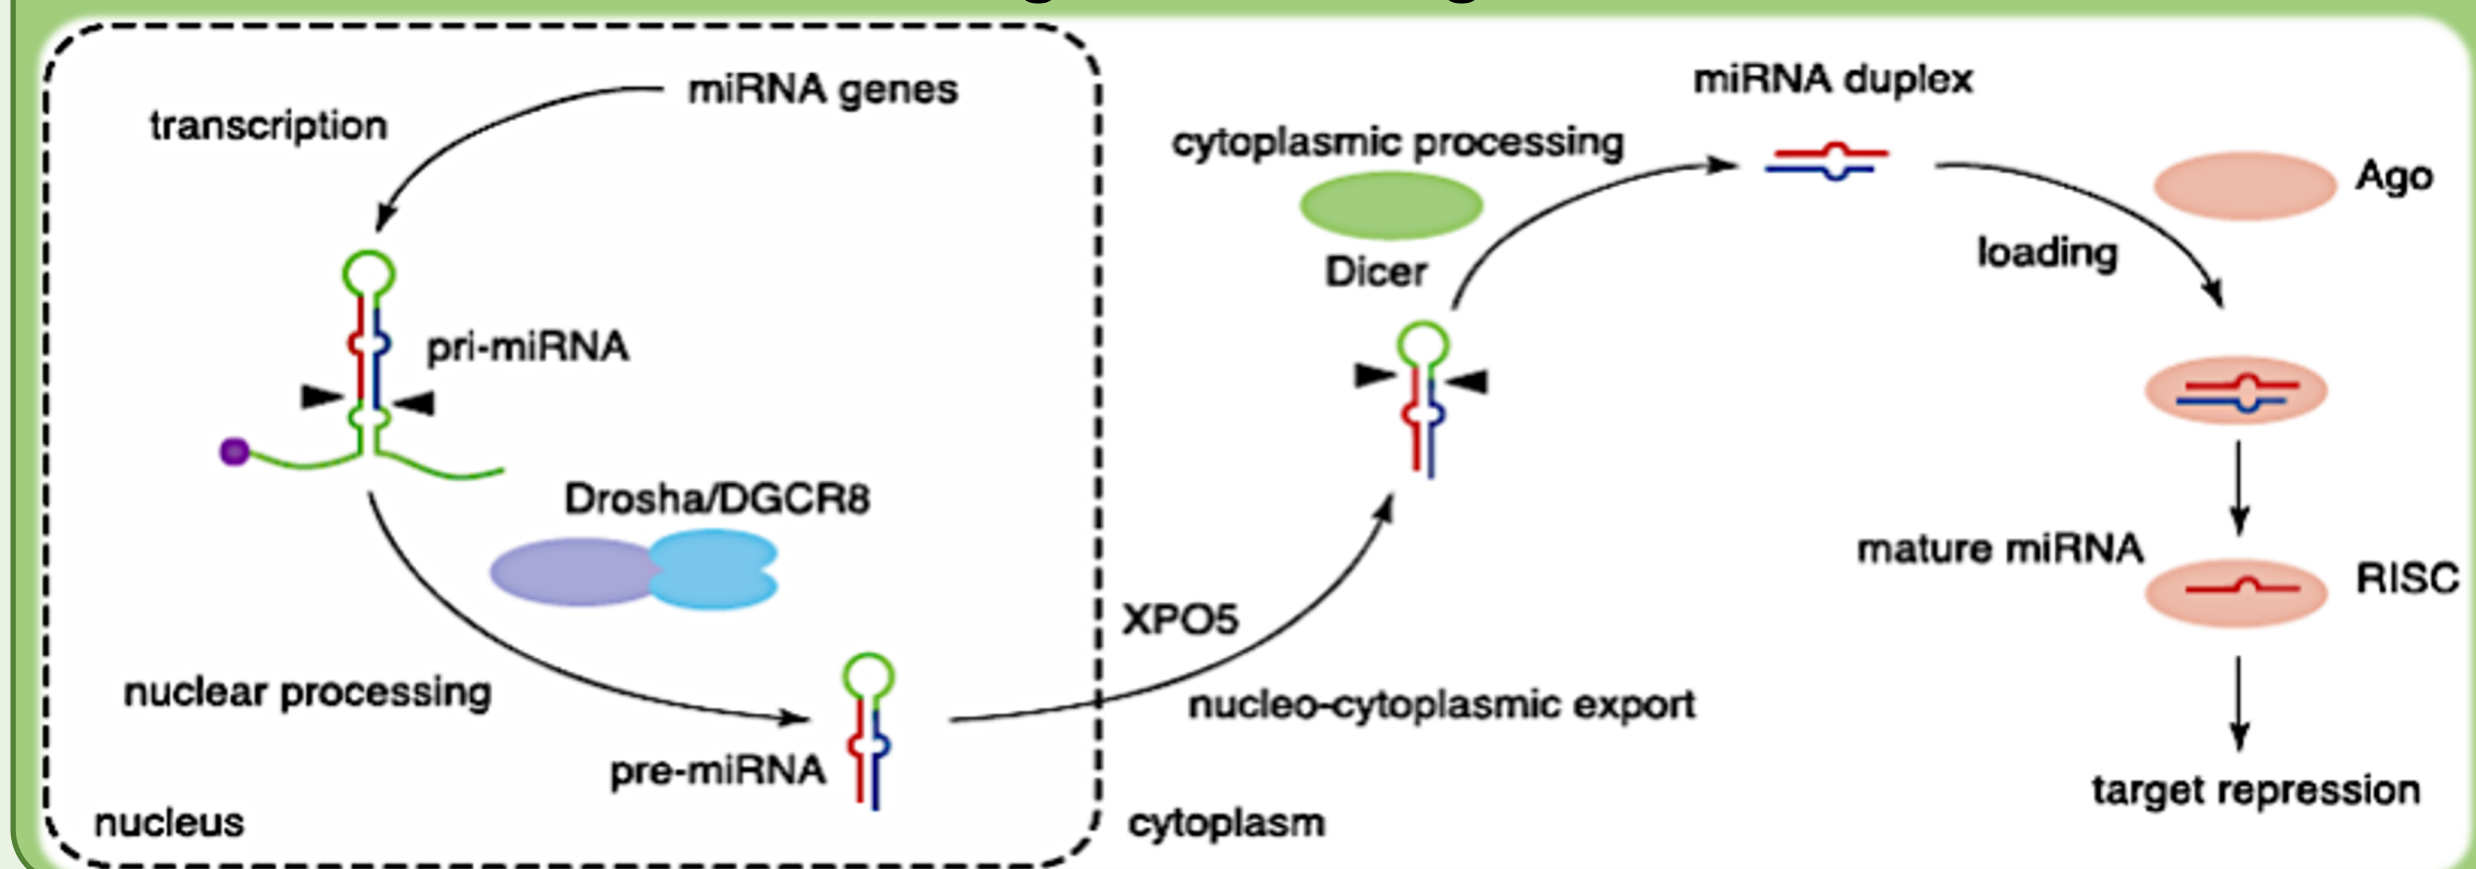 miRNA genes
transcription
pri-miRNA
Drosha/DGCR8
nuclear processing
pre-miRNA
nucleus
miRNA duplex
cytoplasmic processing
Dicer
Ago
loading
XPO5
nucleo-cytoplasmic export
mature miRNA
RISC
target repression
cytoplasm